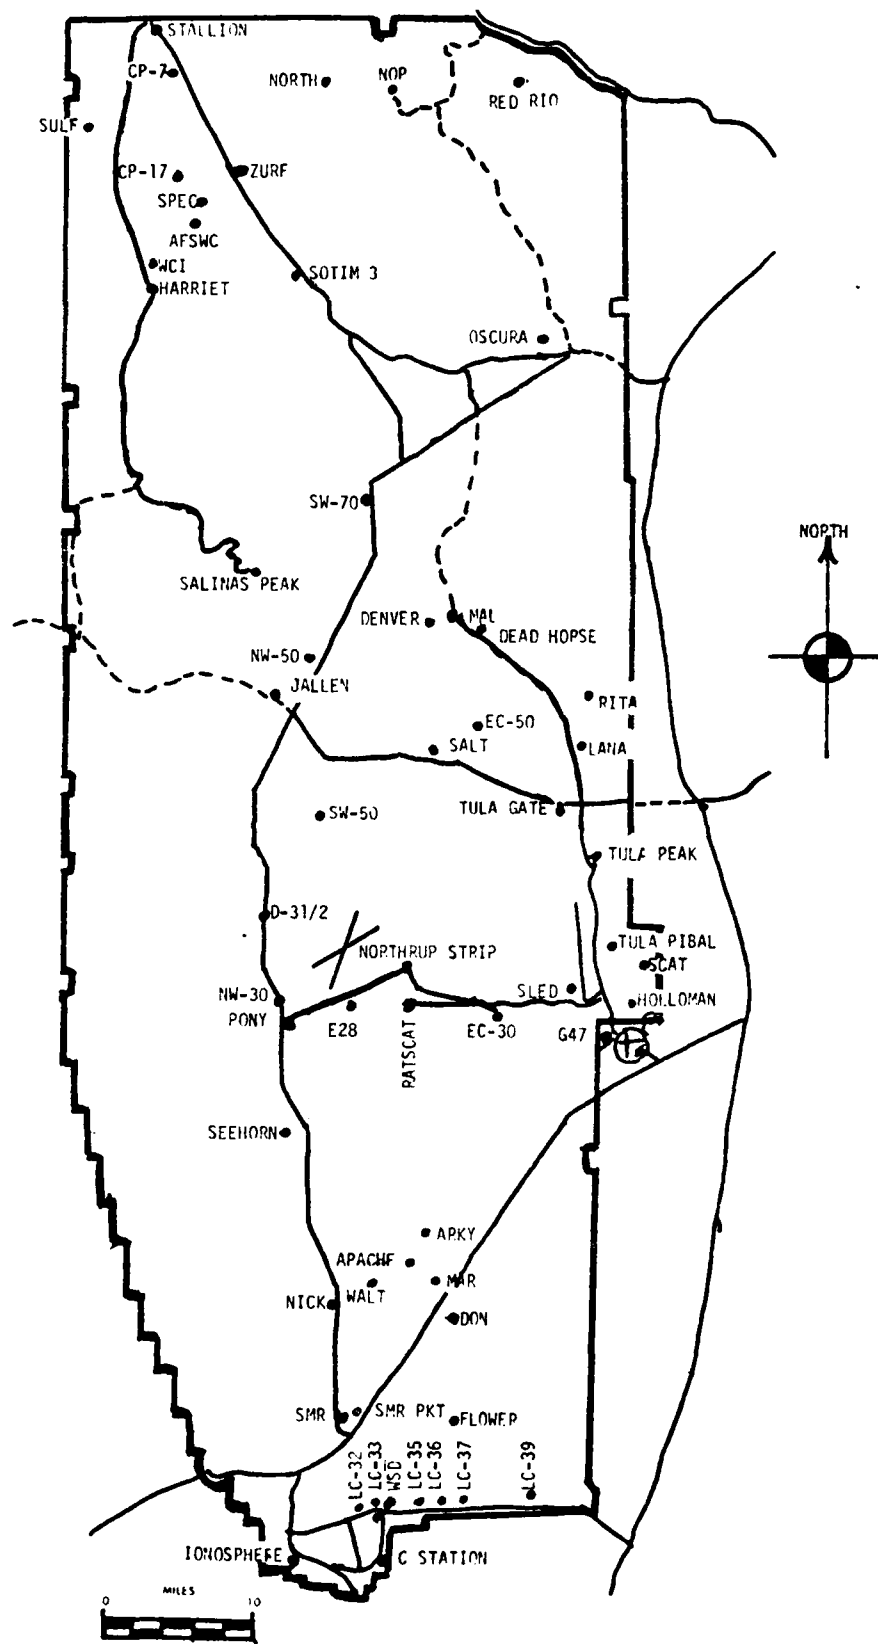 STALLION
CP-7
NORTH
NOP
RED RIO
SULF
CP-17
ZURF
SPEC
AFSWC
WCI
HARRIET
SOTIM 3
OSCURA
SW-70
NORTH
SALINAS PEAK
DENVER
MAL
DEAD HOPSE
NW-50
JALLEN
RITA
EC-50
SALT
LANA
SW-50
TULA GATE
TULA PEAK
D-31/2
TULA PIBAL
NORTHRUP STRIP
SCAT
NW-30
SLED
HOLLOMAN
PONY
E28
RATSCAT
EC-30
G47
SEEHORN
APKY
APACHE
MAR
WALT
NICK
DON
SMR
SMR PKT
FLOWER
LC-32
LC-33
WSD
LC-35
LC-36
LC-37
LC-39
IONOSPHERE
C STATION
MILES
0 10